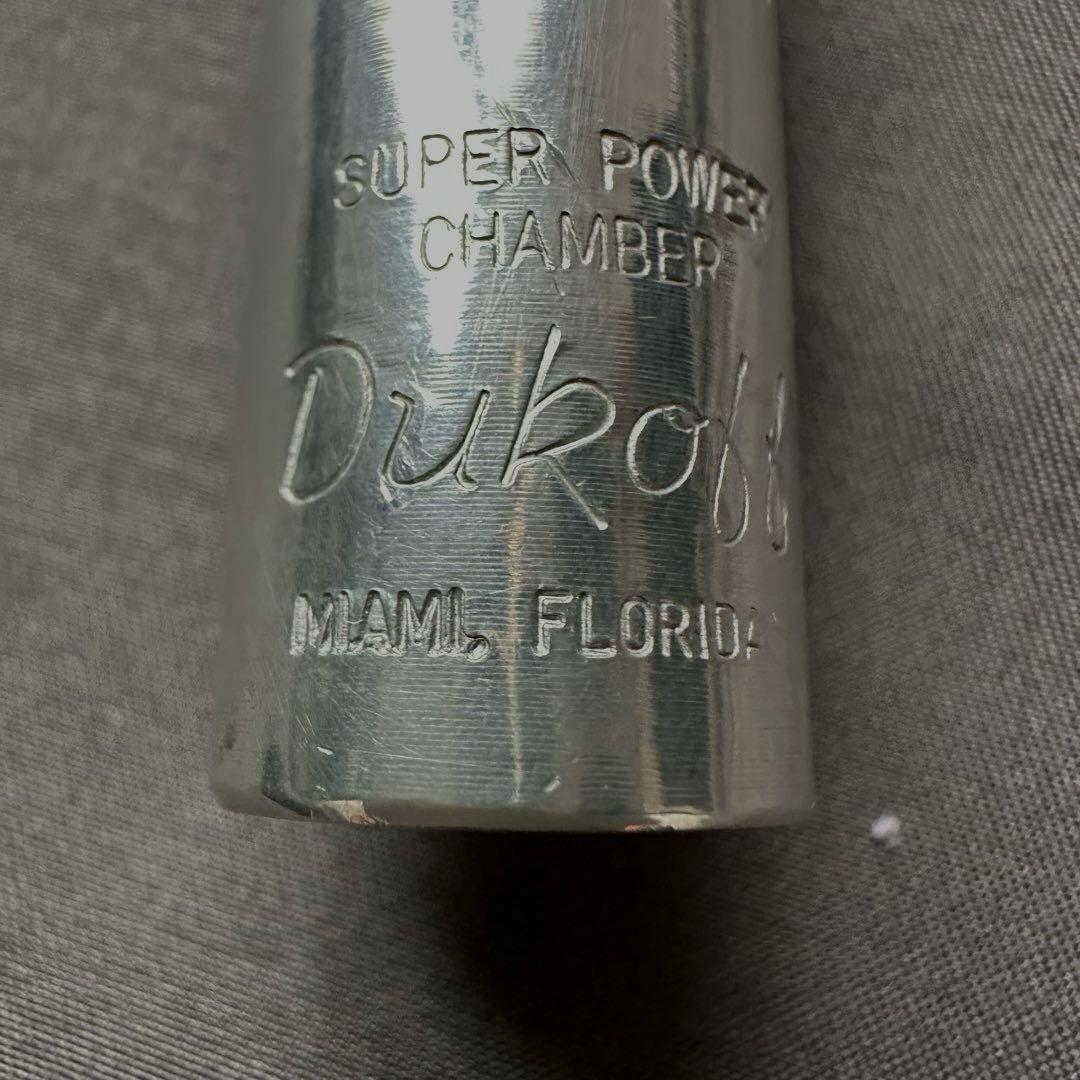 SUPER POWER
CHAMBER
Dukoff
MIAMI, FLORIDA